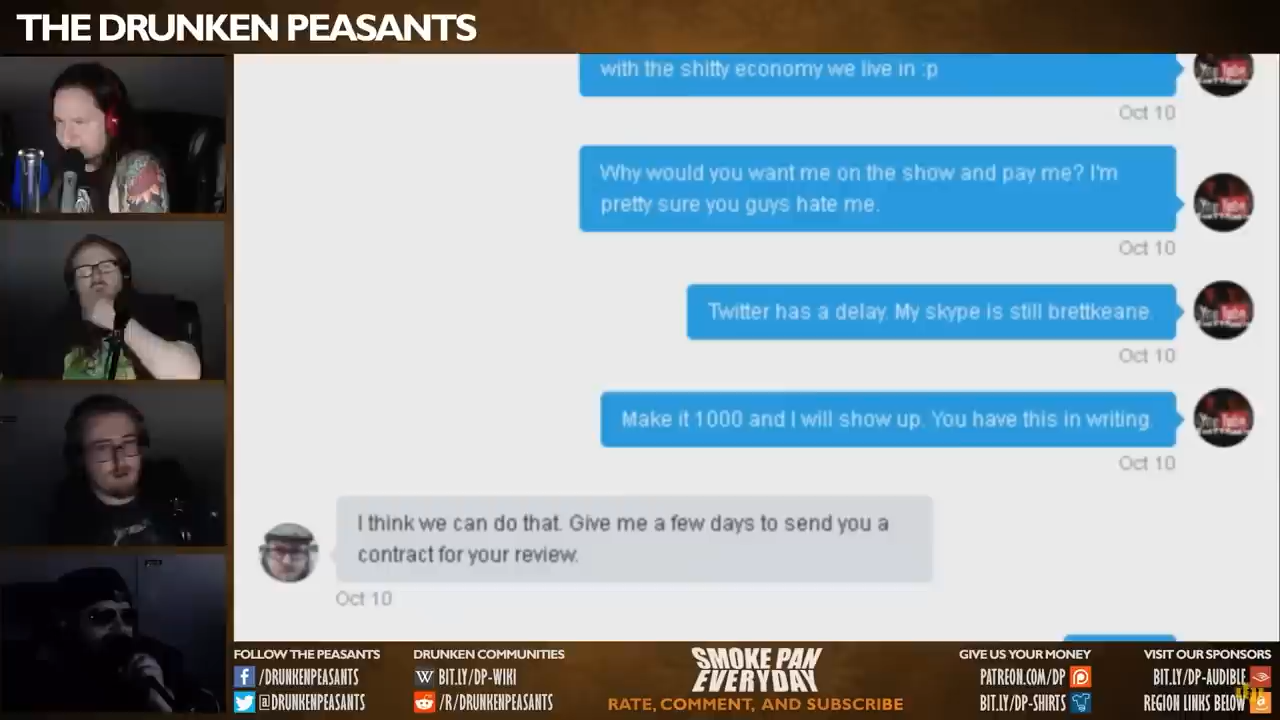 THE DRUNKEN PEASANTS
with the shitty economy we live in :p
Oct 10
Why would you want me on the show and pay me? I'm
pretty sure you guys hate me.
Oct 10
Twitter has a delay. My skype is still brettkeane.
Oct 10
Make it 1000 and I will show up. You have this in writing.
Oct 10
I think we can do that. Give me a few days to send you a
contract for your review.
Oct 10
FOLLOW THE PEASANTS
/DRUNKENPEASANTS
@DRUNKENPEASANTS
DRUNKEN COMMUNITIES
BIT.LY/DP-WIKI
/R/DRUNKENPEASANTS
SMOKE PAN
EVERYDAY
RATE, COMMENT, AND SUBSCRIBE
GIVE US YOUR MONEY
PATREON.COM/DP
BIT.LY/DP-SHIRTS
VISIT OUR SPONSORS
BIT.LY/DP-AUDIBLE
REGION LINKS BELOW